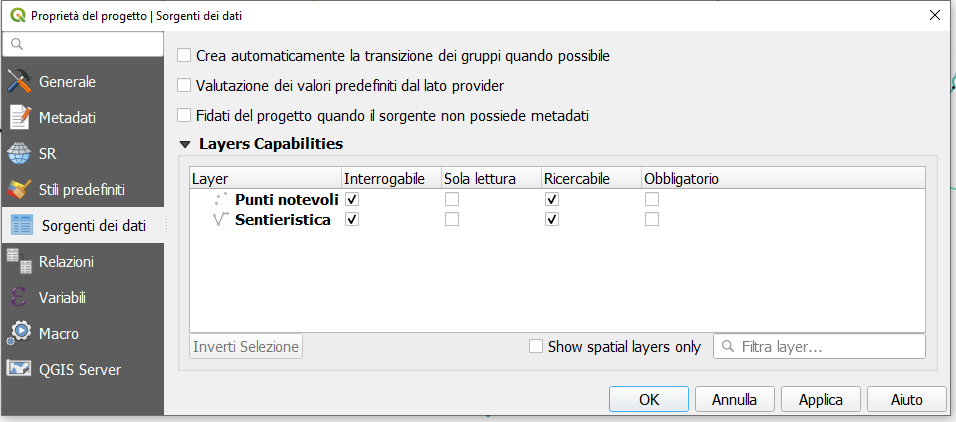 Proprietà del progetto | Sorgenti dei dati
Generale
Metadati
SR
Stili predefiniti
Sorgenti dei dati
Relazioni
Variabili
Macro
QGIS Server
Crea automaticamente la transizione dei gruppi quando possibile
Valutazione dei valori predefiniti dal lato provider
Fidati del progetto quando il sorgente non possiede metadati
Layers Capabilities
Layer Interrogabile Sola lettura Ricercabile Obbligatorio
Punti notevoli
Sentieristica
Inverti Selezione Show spatial layers only Filtra layer...
OK Annulla Applica Aiuto